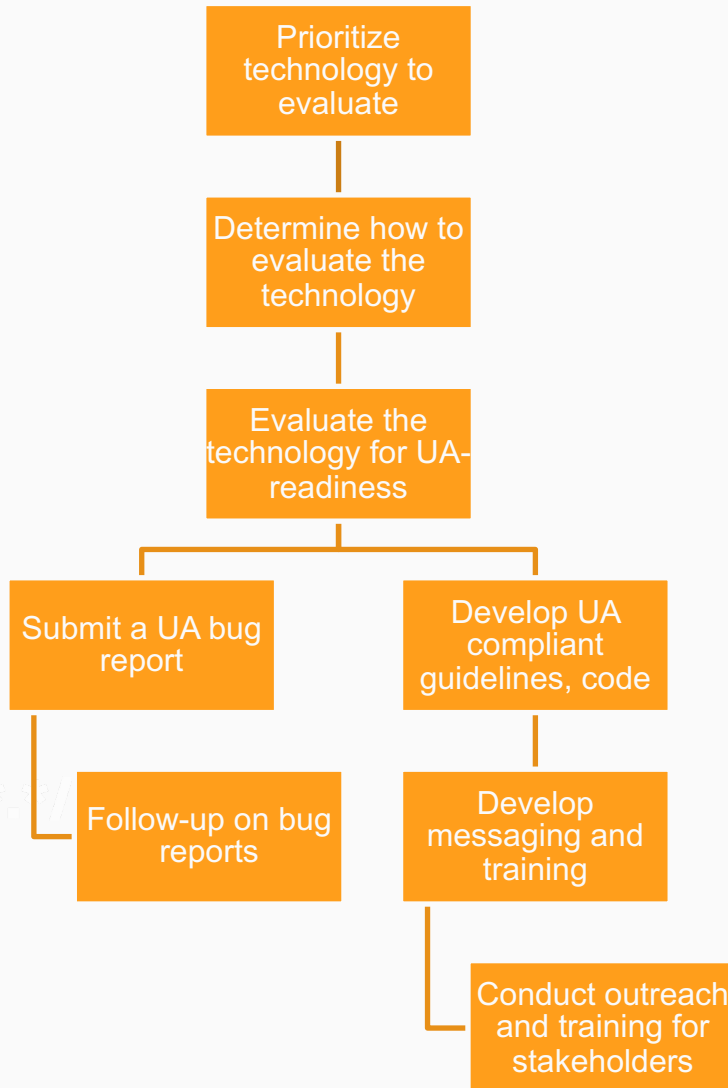 Prioritize
technology to
evaluate
Determine how to
evaluate the
technology
Evaluate the
technology for UA-
readiness
Submit a UA bug
report
Follow-up on bug
reports
Develop UA
compliant
guidelines, code
Develop
messaging and
training
Conduct outreach
and training for
stakeholders